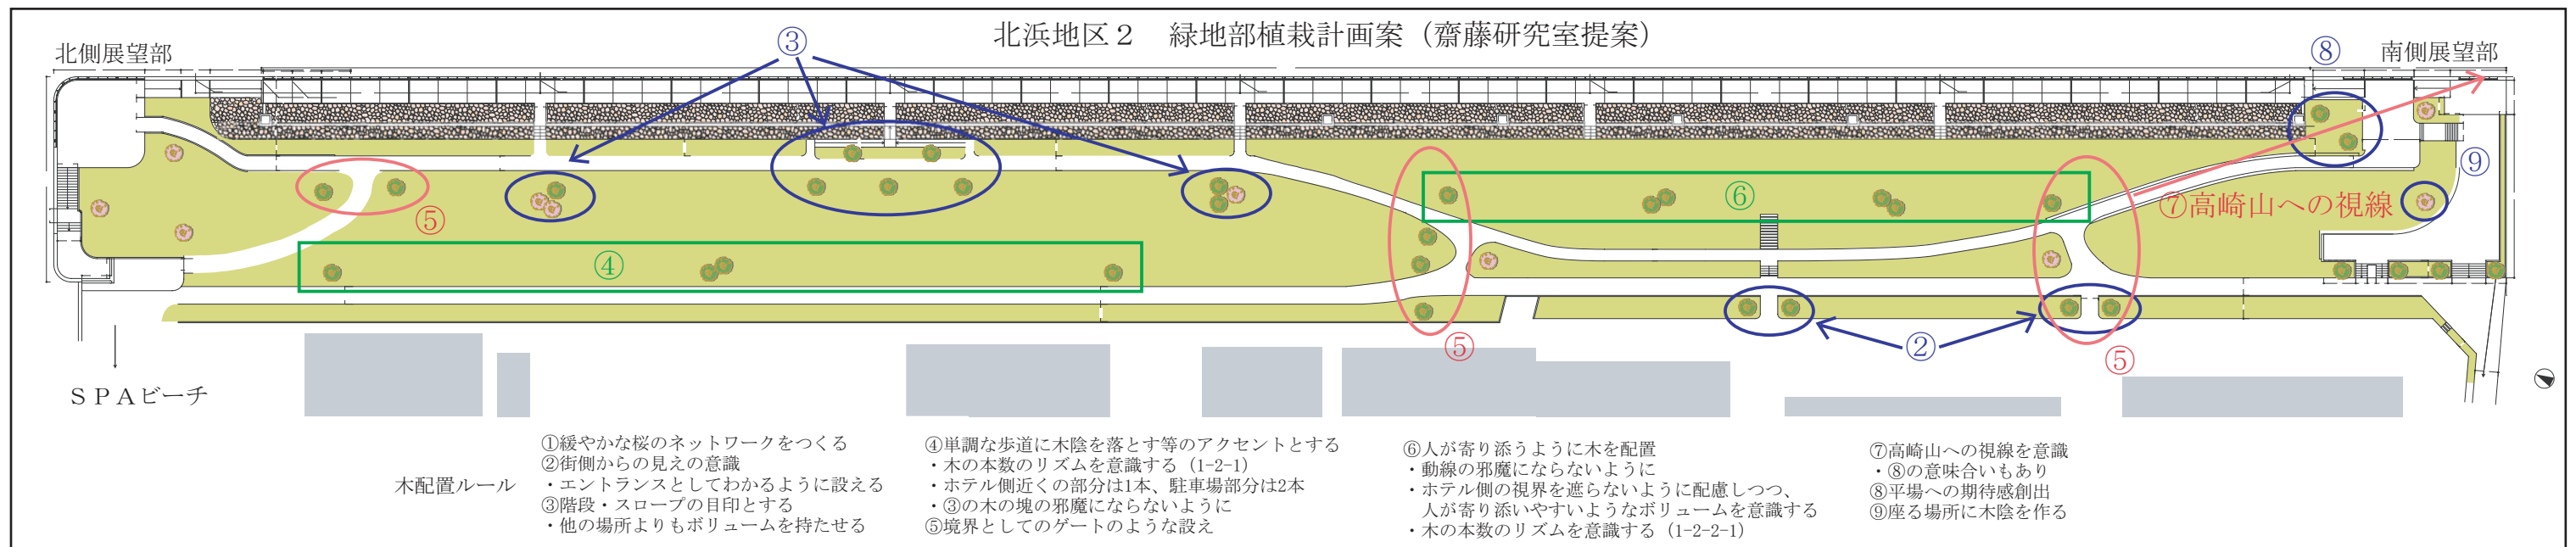 北浜地区２　緑地部植栽計画案（齋藤研究室提案）
北側展望部
③
⑧
南側展望部
⑨
⑤
④
⑥
⑦高崎山への視線
⑤
②
⑤
ＳＰＡビーチ
木配置ルール
①緩やかな桜のネットワークをつくる
②街側からの見えの意識
・エントランスとしてわかるように設える
③階段・スロープの目印とする
・他の場所よりもボリュームを持たせる
④単調な歩道に木陰を落とす等のアクセントとする
・木の本数のリズムを意識する（1-2-1）
・ホテル側近くの部分は1本、駐車場部分は2本
・③の木の塊の邪魔にならないように
⑤境界としてのゲートのような設え
⑥人が寄り添うように木を配置
・動線の邪魔にならないように
・ホテル側の視界を遮らないように配慮しつつ、
人が寄り添いやすいようなボリュームを意識する
・木の本数のリズムを意識する（1-2-2-1）
⑦高崎山への視線を意識
・⑧の意味合いもあり
⑧平場への期待感創出
⑨座る場所に木陰を作る